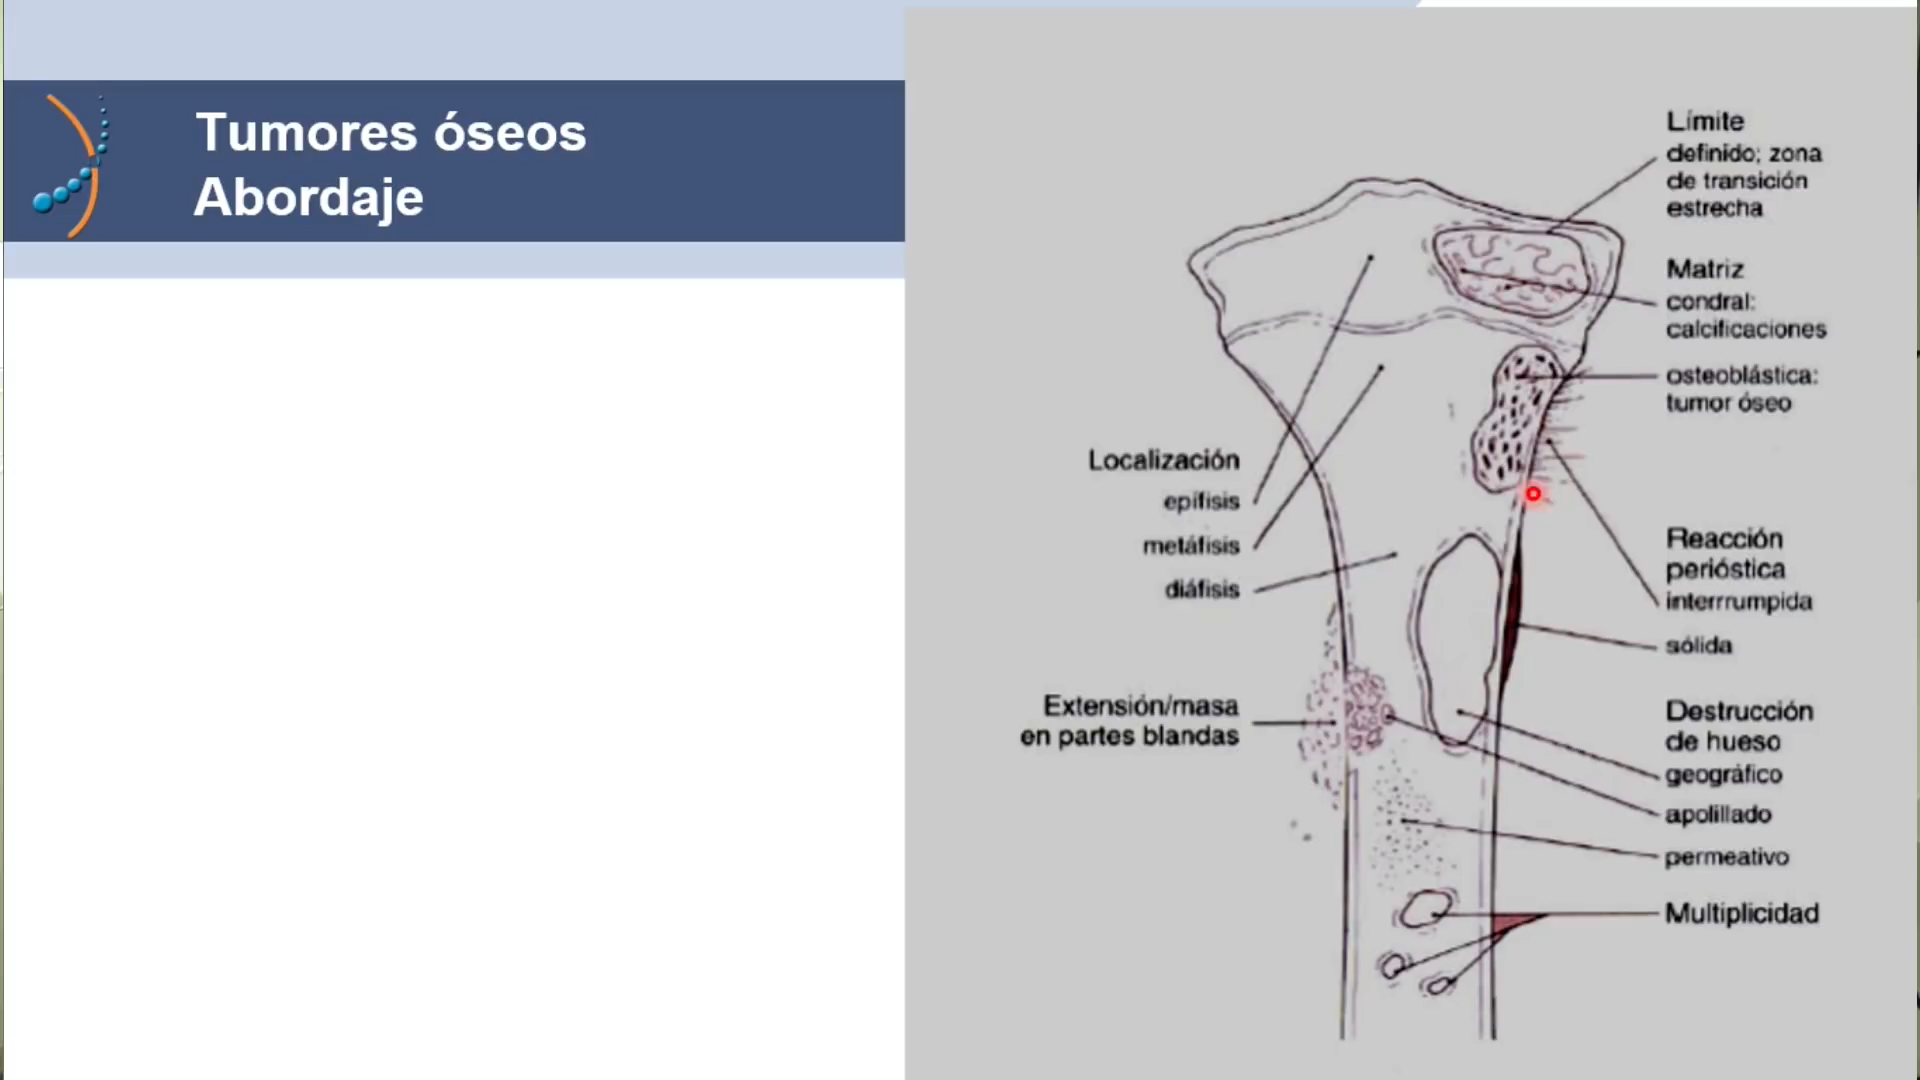 Tumores óseos
Abordaje
Límite
definido; zona
de transición
estrecha
Matriz
condral:
calcificaciones
osteoblástica:
tumor óseo
Localización
epífisis
metáfisis
diáfisis
Reacción
perióstica
interrrumpida
sólida
Extensión/masa
en partes blandas
Destrucción
de hueso
geográfico
apolillado
permeativo
Multiplicidad